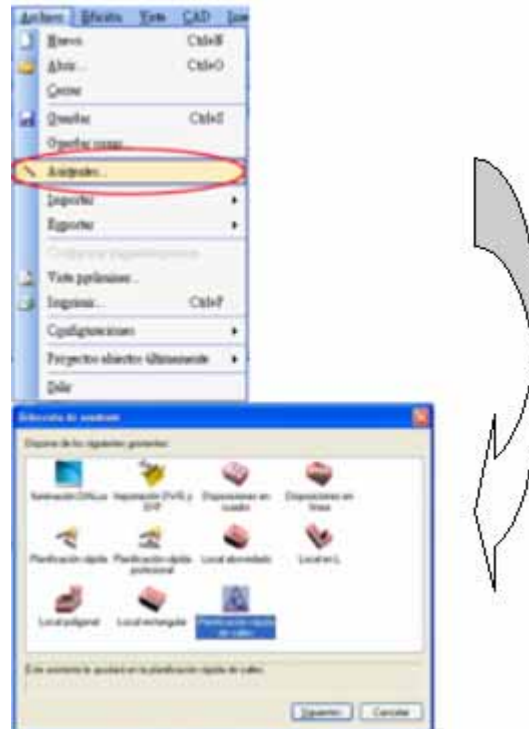 Archivo Edición Vista CAD
Nuevo Ctrl+N
Abrir... Ctrl+O
Cerrar
Guardar Ctrl+S
Guardar como...
Asistentes...
Importar
Exportar
Vista preliminar...
Imprimir... Ctrl+P
Configuraciones
Proyectos abiertos últimamente
Salir
Selección de asistente
Dispone de los siguientes asistentes:
Iluminación DIALux Importación DWG y DXF Disposiciones en cuadro Disposiciones en línea
Planificación rápida Planificación rápida profesional Local abovedado Local en L
Local poligonal Local rectangular Planificación rápida de calles
Este asistente le ayudará en la planificación rápida de calles.
Siguiente Cancelar